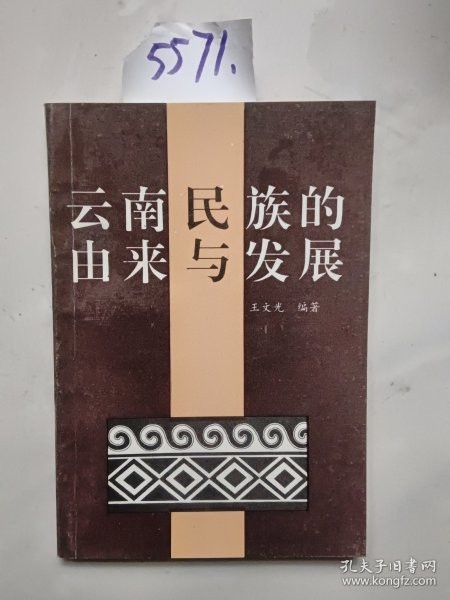 5571.
云南民族的
由来与发展
王文光 编著
孔夫子旧书网
www.kongfz.com